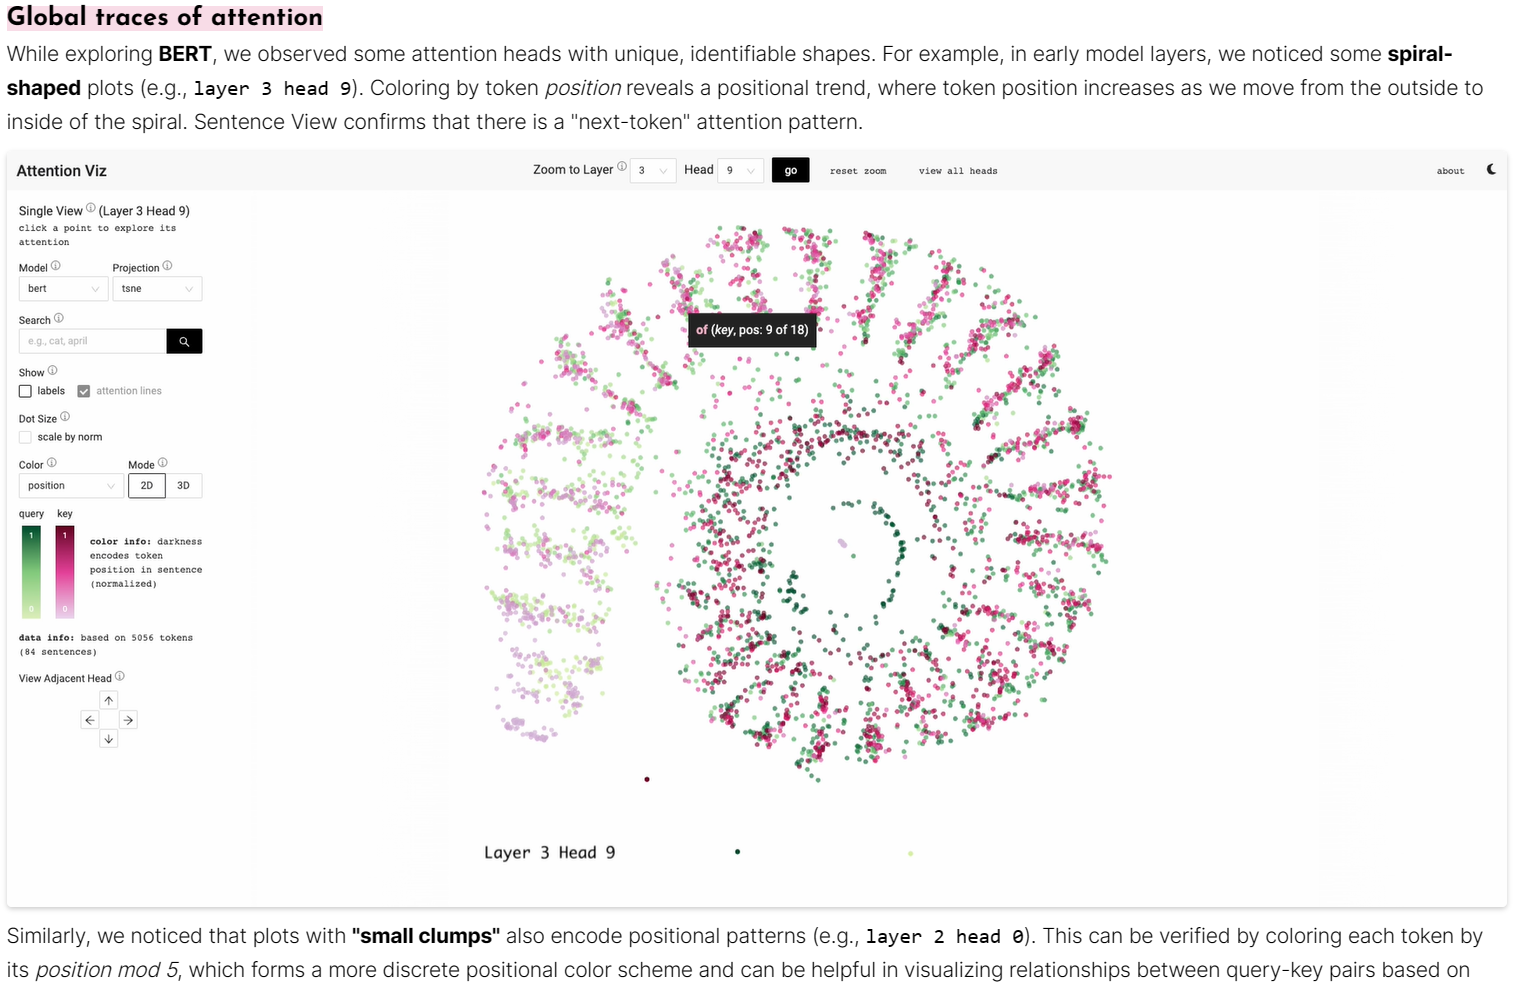 Global traces of attention
While exploring BERT, we observed some attention heads with unique, identifiable shapes. For example, in early model layers, we noticed some spiral-
shaped plots (e.g., layer 3 head 9). Coloring by token position reveals a positional trend, where token position increases as we move from the outside to
inside of the spiral. Sentence View confirms that there is a "next-token" attention pattern.
Attention Viz
Zoom to Layer ⓘ 3 Head 9 go reset zoom view all heads about
Single View ⓘ (Layer 3 Head 9)
click a point to explore its
attention
Model ⓘ Projection ⓘ
bert tsne
Search ⓘ
e.g., cat, april
Show ⓘ
labels attention lines
Dot Size ⓘ
scale by norm
Color ⓘ Mode ⓘ
position 2D 3D
query key
1 1
color info: darkness
encodes token
position in sentence
(normalized)
0 0
data info: based on 5056 tokens
(84 sentences)
View Adjacent Head ⓘ
of (key, pos: 9 of 18)
Layer 3 Head 9
Similarly, we noticed that plots with "small clumps" also encode positional patterns (e.g., layer 2 head 0). This can be verified by coloring each token by
its position mod 5, which forms a more discrete positional color scheme and can be helpful in visualizing relationships between query-key pairs based on